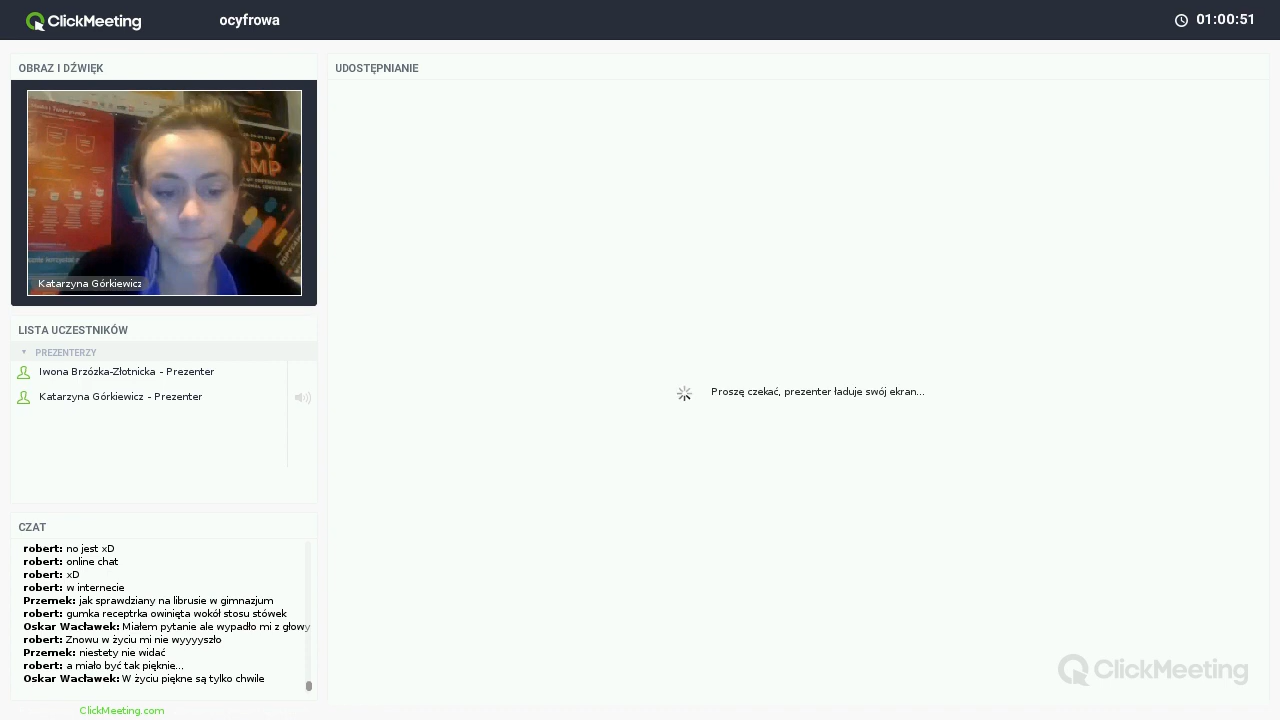 ClickMeeting
ocyfrowa
01:00:51
OBRAZ I DŹWIĘK
PY
AMP
Katarzyna Górkiewicz
LISTA UCZESTNIKÓW
PREZENTERZY
Iwona Brzózka-Złotnicka - Prezenter
Katarzyna Górkiewicz - Prezenter
CZAT
robert: no jest xD
robert: online chat
robert: xD
robert: w internecie
Przemek: jak sprawdziany na librusie w gimnazjum
robert: gumka receptrka owinięta wokół stosu stówek
Oskar Wacławek: Miałem pytanie ale wypadło mi z głowy
robert: Znowu w życiu mi nie wyyyyszło
Przemek: niestety nie widać
robert: a miało być tak pięknie...
Oskar Wacławek: W życiu piękne są tylko chwile
ClickMeeting.com
UDOSTĘPNIANIE
Proszę czekać, prezenter ładuje swój ekran...
ClickMeeting